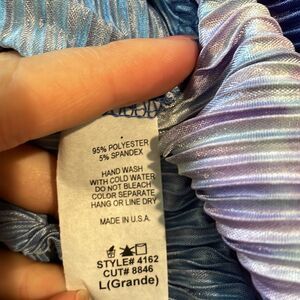 95% POLYESTER
5% SPANDEX
HAND WASH
WITH COLD WATER
DO NOT BLEACH
COLOR SEPARATE
HANG OR LINE DRY
MADE IN U.S.A.
STYLE# 4162
CUT# 8846
L(Grande)